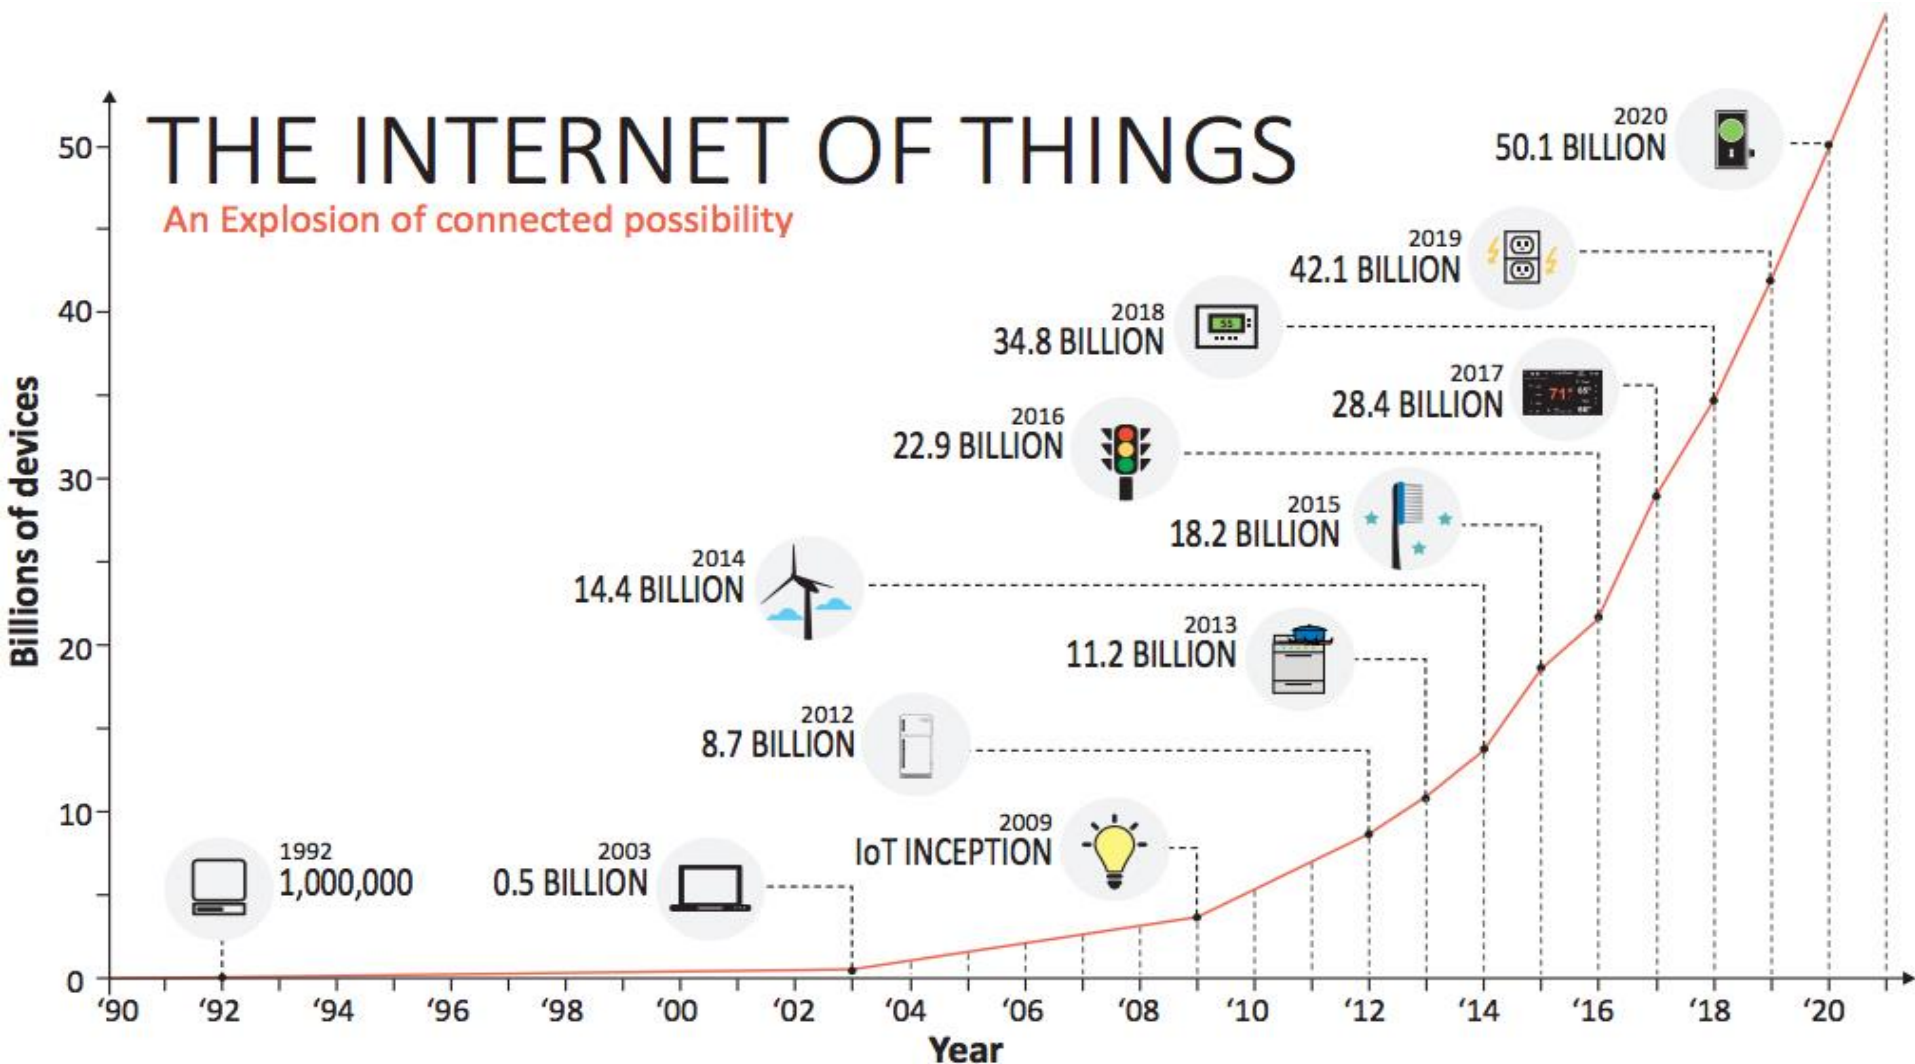 THE INTERNET OF THINGS
An Explosion of connected possibility
Billions of devices
50
40
30
20
10
0
1992
1,000,000
2003
0.5 BILLION
2009
IoT INCEPTION
2012
8.7 BILLION
2013
11.2 BILLION
2014
14.4 BILLION
2015
18.2 BILLION
2016
22.9 BILLION
2017
28.4 BILLION
71°
2018
34.8 BILLION
55
2019
42.1 BILLION
2020
50.1 BILLION
‘90 ‘92 ‘94 ‘96 ‘98 ‘00 ‘02 ‘04 ‘06 ‘08 ‘10 ‘12 ‘14 ‘16 ‘18 ‘20
Year